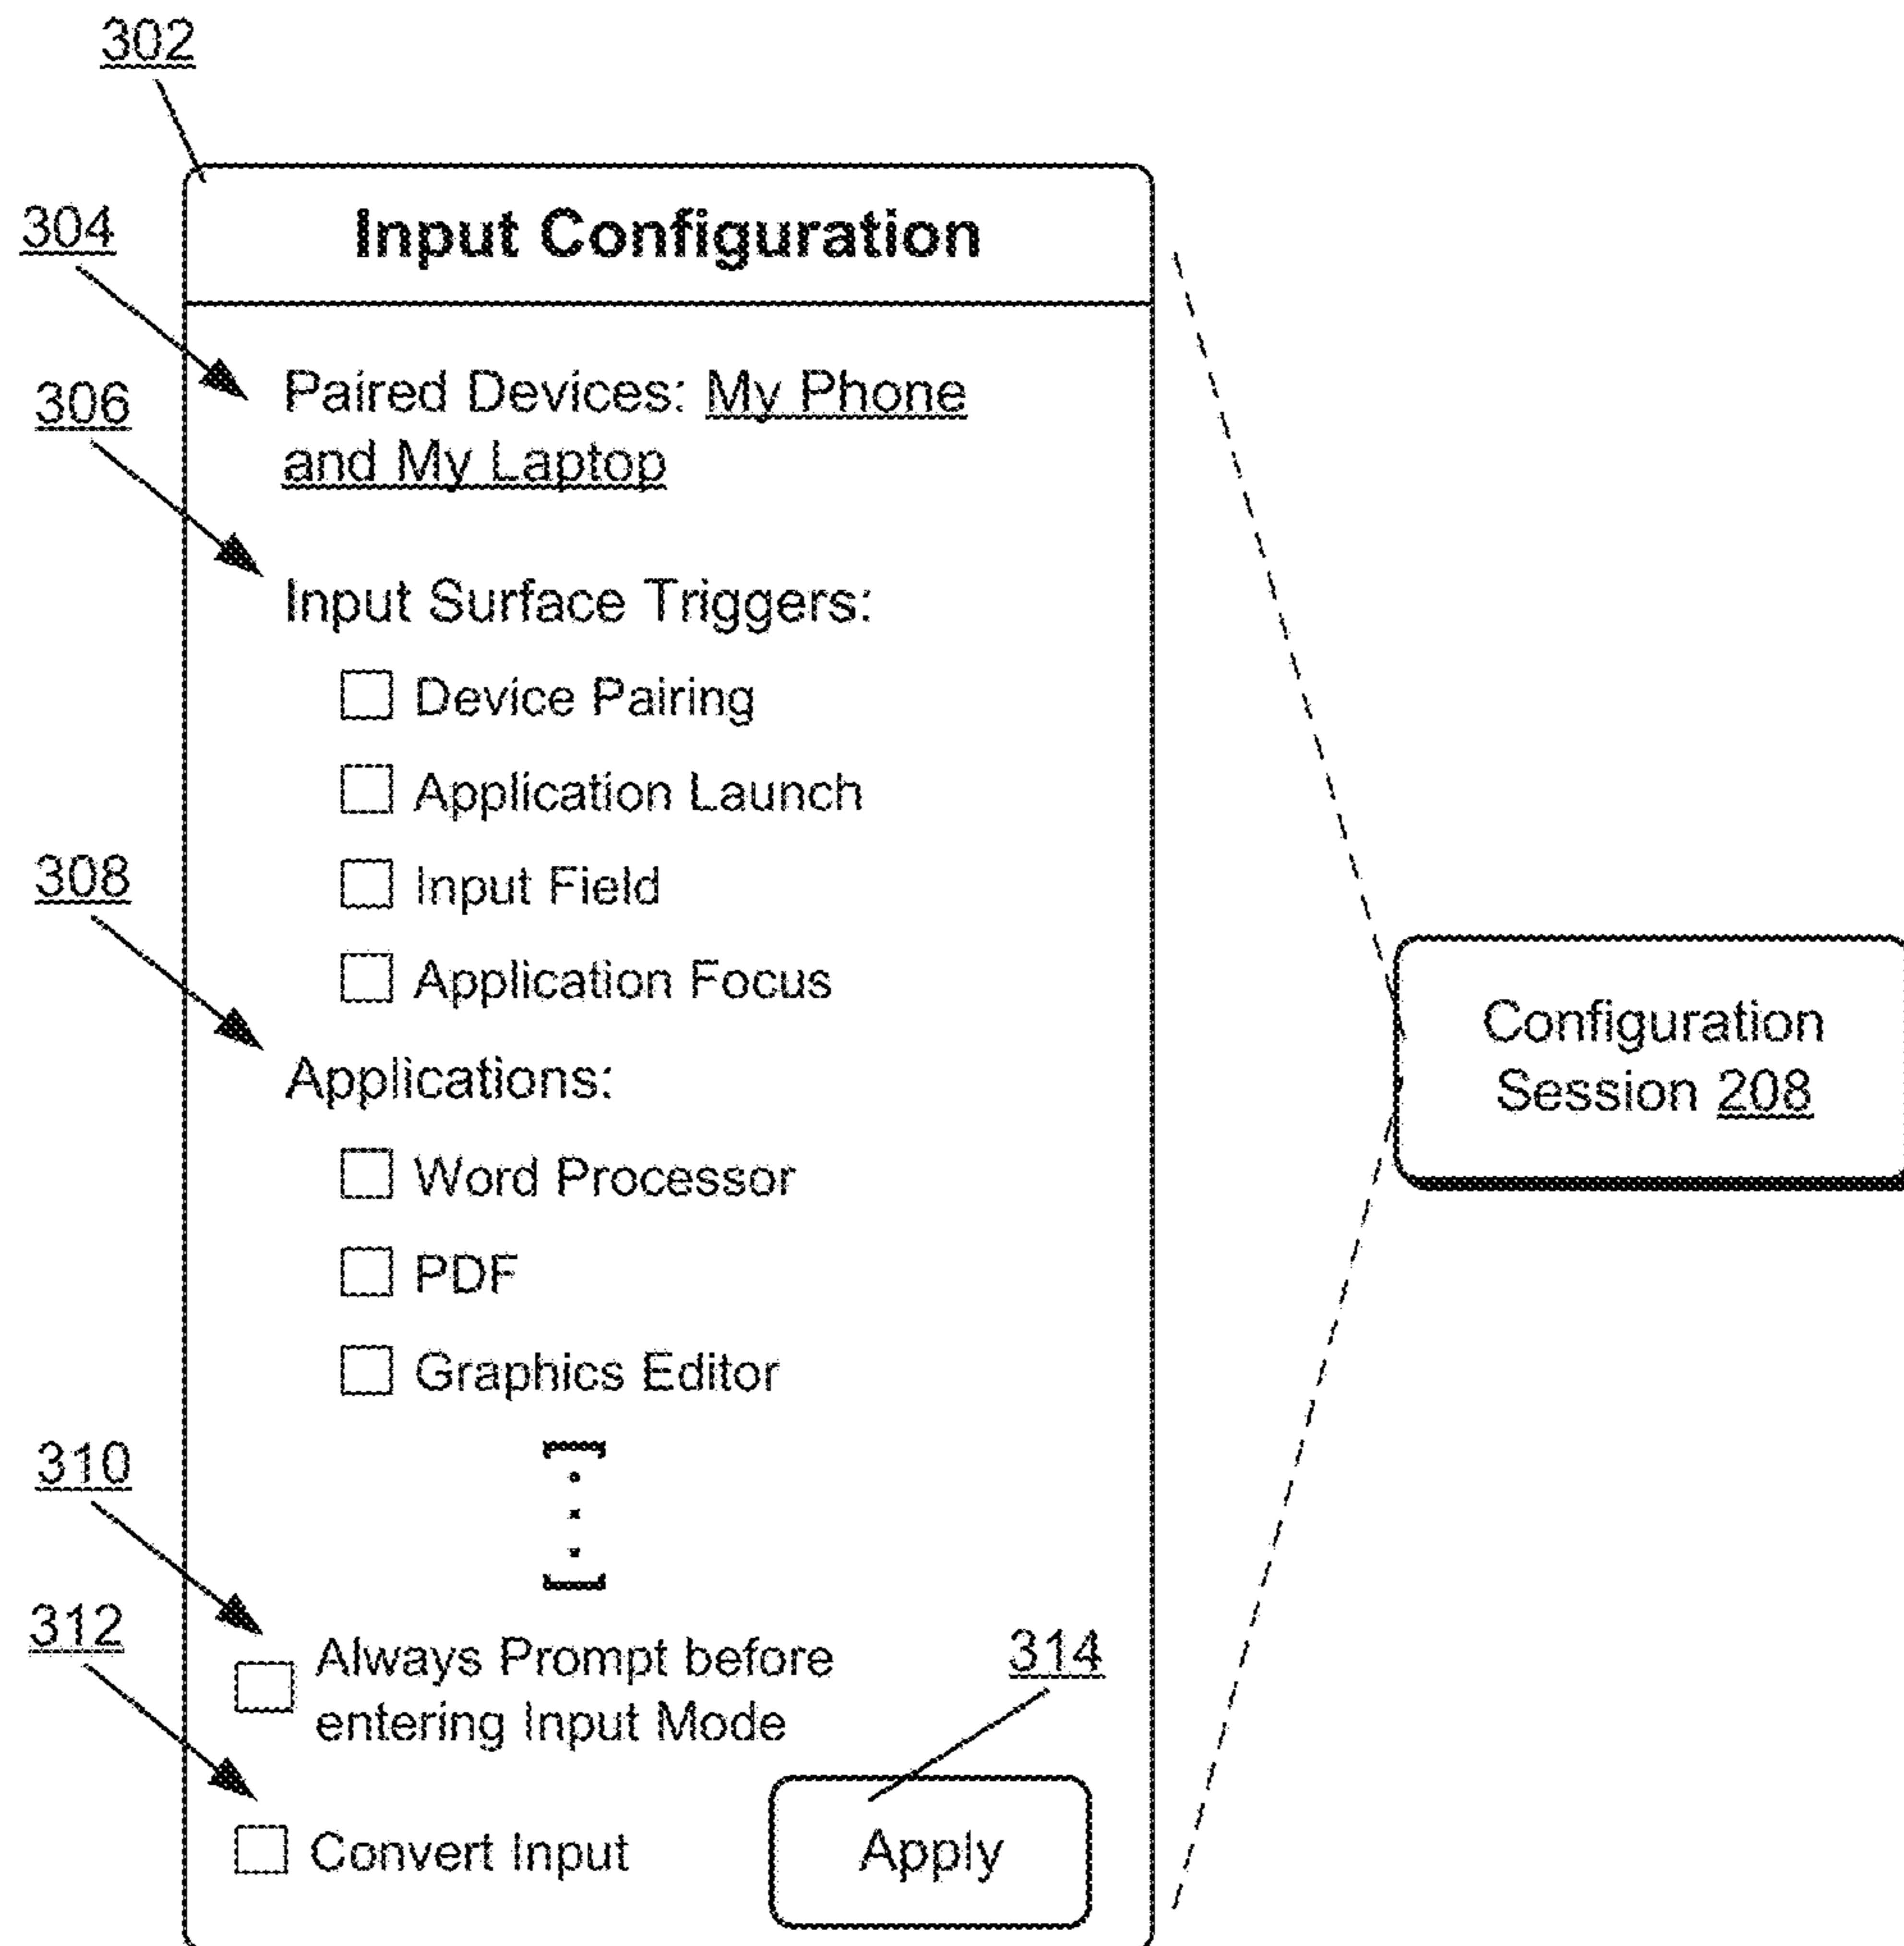 302
Input Configuration
304
Paired Devices: My Phone
and My Laptop
306
Input Surface Triggers:
Device Pairing
Application Launch
Input Field
Application Focus
308
Applications:
Word Processor
PDF
Graphics Editor
310
Always Prompt before
entering Input Mode
312
Convert Input
314
Apply
Configuration
Session 208